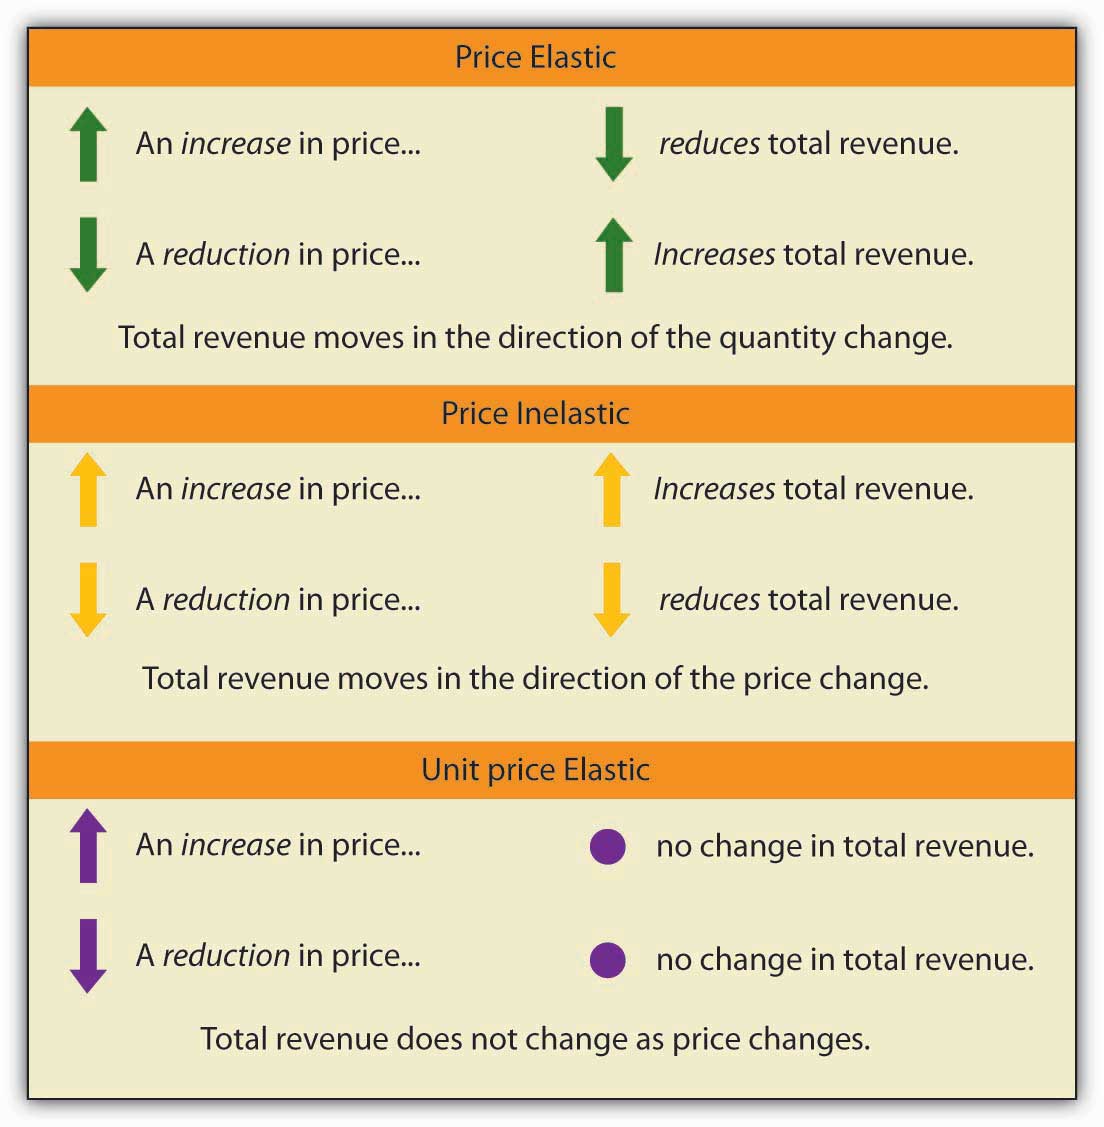 Price Elastic
An increase in price... reduces total revenue.
A reduction in price... Increases total revenue.
Total revenue moves in the direction of the quantity change.
Price Inelastic
An increase in price... Increases total revenue.
A reduction in price... reduces total revenue.
Total revenue moves in the direction of the price change.
Unit price Elastic
An increase in price... no change in total revenue.
A reduction in price... no change in total revenue.
Total revenue does not change as price changes.